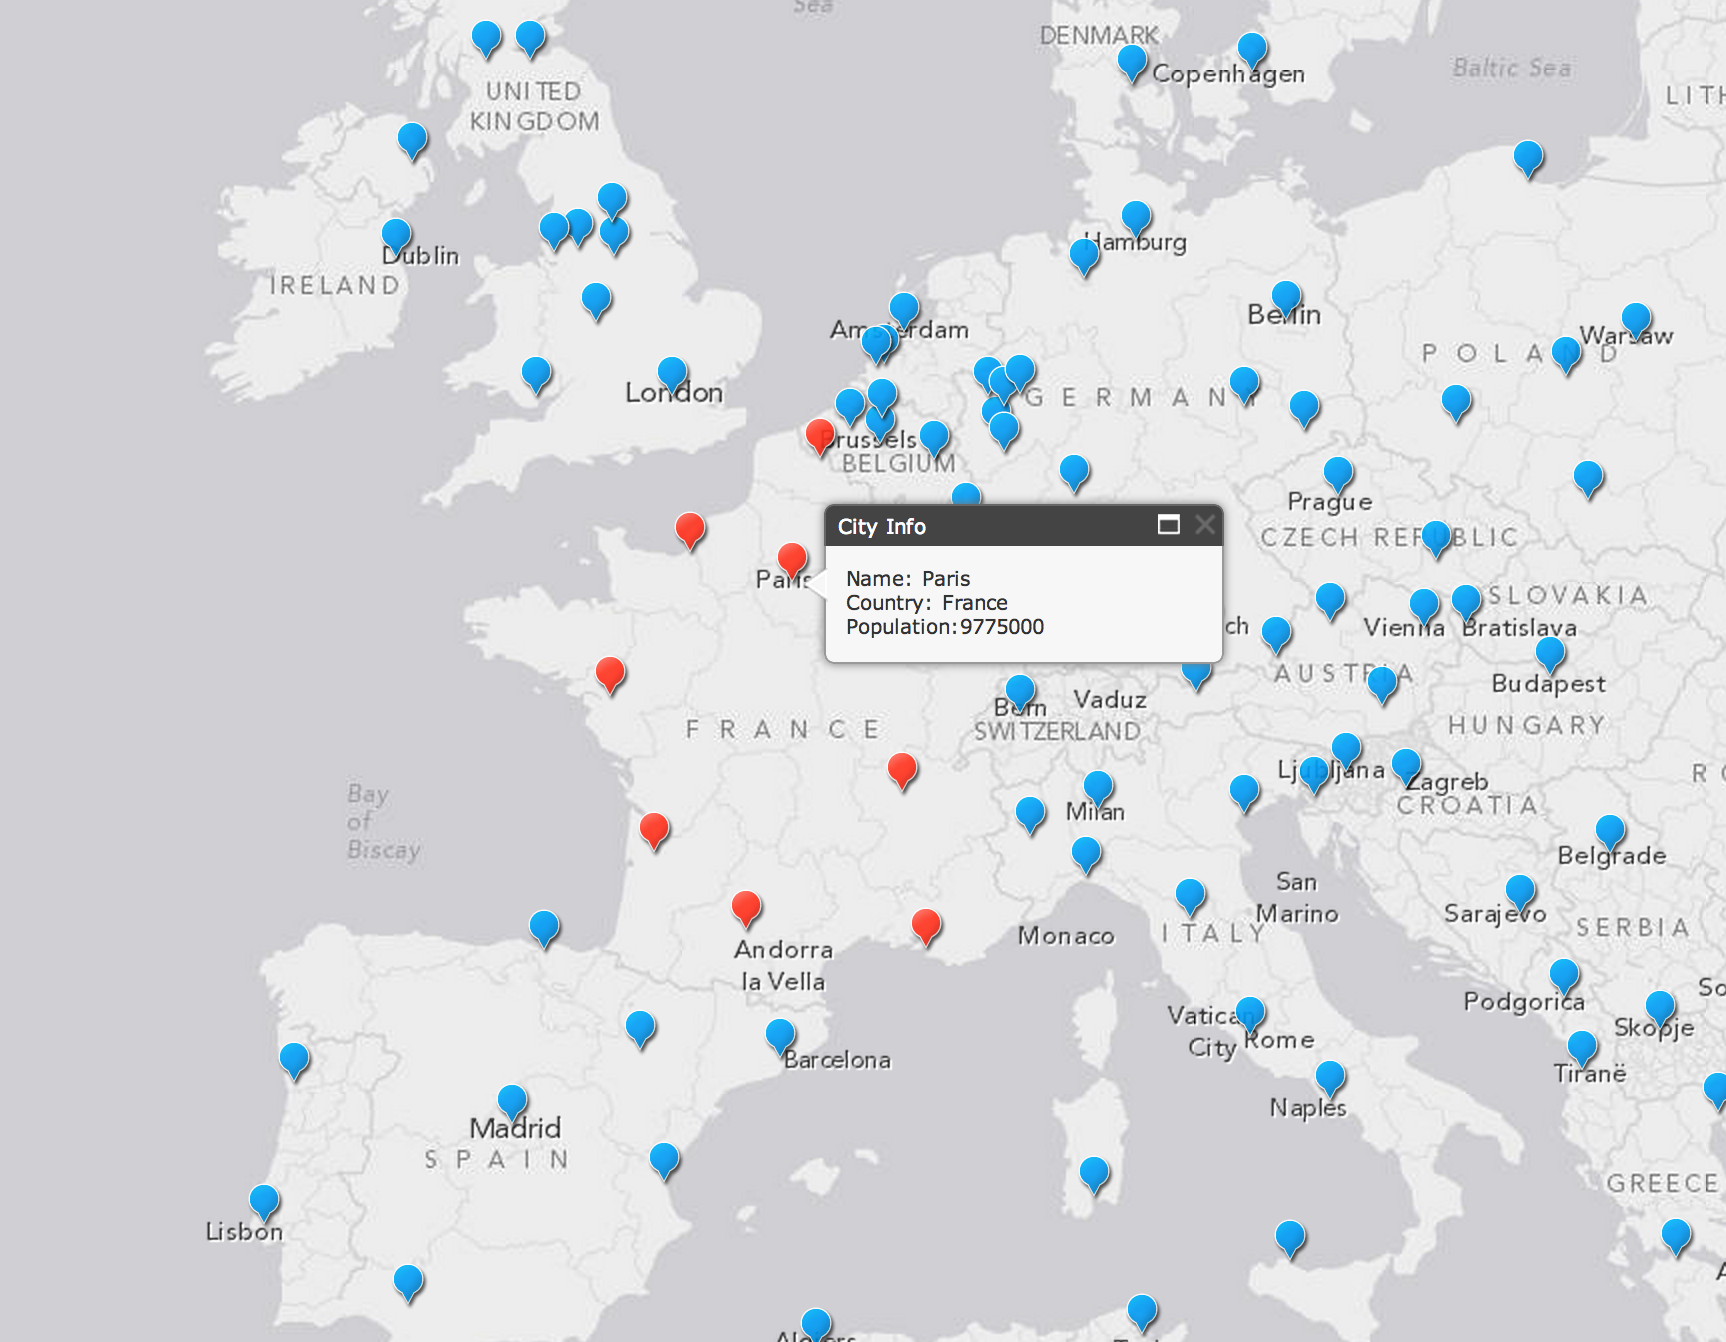 Sea
DENMARK
Copenhagen
Baltic Sea
LITH
UNITED
KINGDOM
Dublin
IRELAND
Hamburg
Amsterdam
Berlin
Warsaw
POLAND
London
GERMANY
Brussels
BELGIUM
Prague
CZECH REPUBLIC
City Info
Paris
Name: Paris
Country: France
Population:9775000
ch
SLOVAKIA
Vienna
Bratislava
AUSTRIA
Budapest
Bern
Vaduz
SWITZERLAND
HUNGARY
FRANCE
Ljubljana
Zagreb
CROATIA
Milan
Bay
of
Biscay
Belgrade
San
Marino
Sarajevo
SERBIA
Monaco
ITALY
Andorra
la Vella
Podgorica
So
Skopje
Vatican
City
Rome
Barcelona
Tiranë
Naples
Madrid
SPAIN
GREECE
Lisbon
Algiers